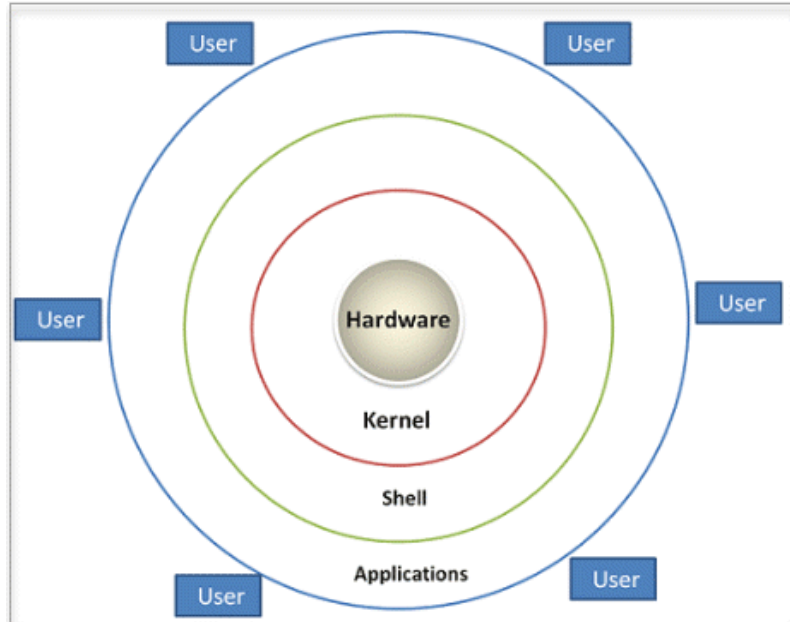 User
User
Hardware
User
User
Kernel
Shell
Applications
User
User